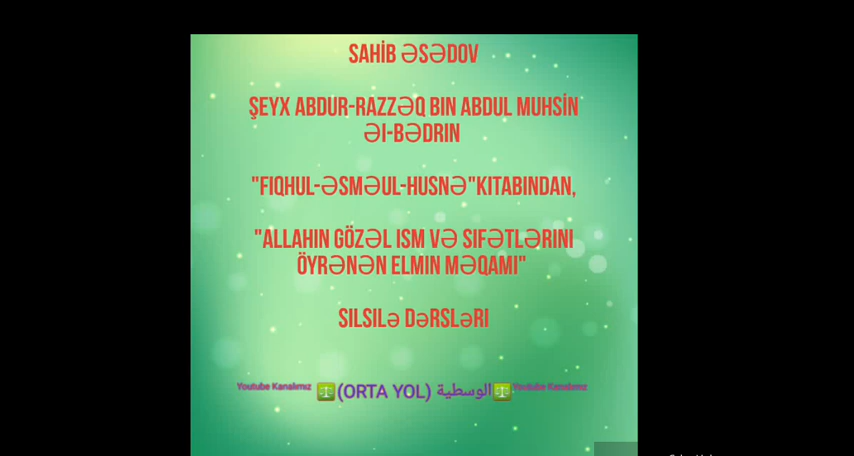 SAHİB ƏSƏDOV
ŞEYX ABDUR-RAZZƏQ BIN ABDUL MUHSİN
ƏI-BƏDRIN
"FIQHUL-ƏSMƏUL-HUSNƏ"KITABINDAN,
"ALLAHIN GÖZƏL ISM VƏ SIFƏTLƏRINI
ÖYRƏNƏN ELMIN MƏQAMI"
SILSILə DəRSLəRI
Youtube Kanalımız ⚖(ORTA YOL) الوسطية⚖Youtube Kanalımız